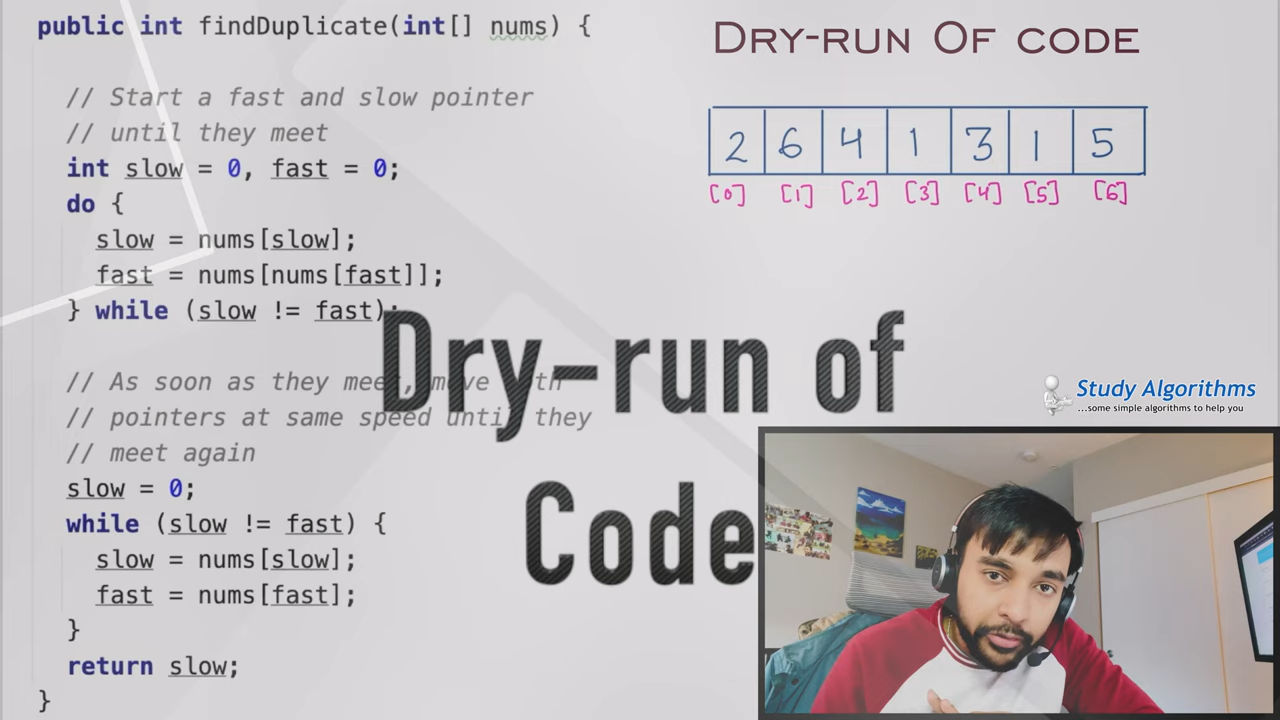 public int findDuplicate(int[] nums) {
// Start a fast and slow pointer
// until they meet
int slow = 0, fast = 0;
do {
slow = nums[slow];
fast = nums[nums[fast]];
} while (slow != fast);
// As soon as they meet, move both
// pointers at same speed until they
// meet again
slow = 0;
while (slow != fast) {
slow = nums[slow];
fast = nums[fast];
}
return slow;
}
DRY-RUN OF CODE
2 6 4 1 3 1 5
[0] [1] [2] [3] [4] [5] [6]
Dry-run of
Code
Study Algorithms
...some simple algorithms to help you